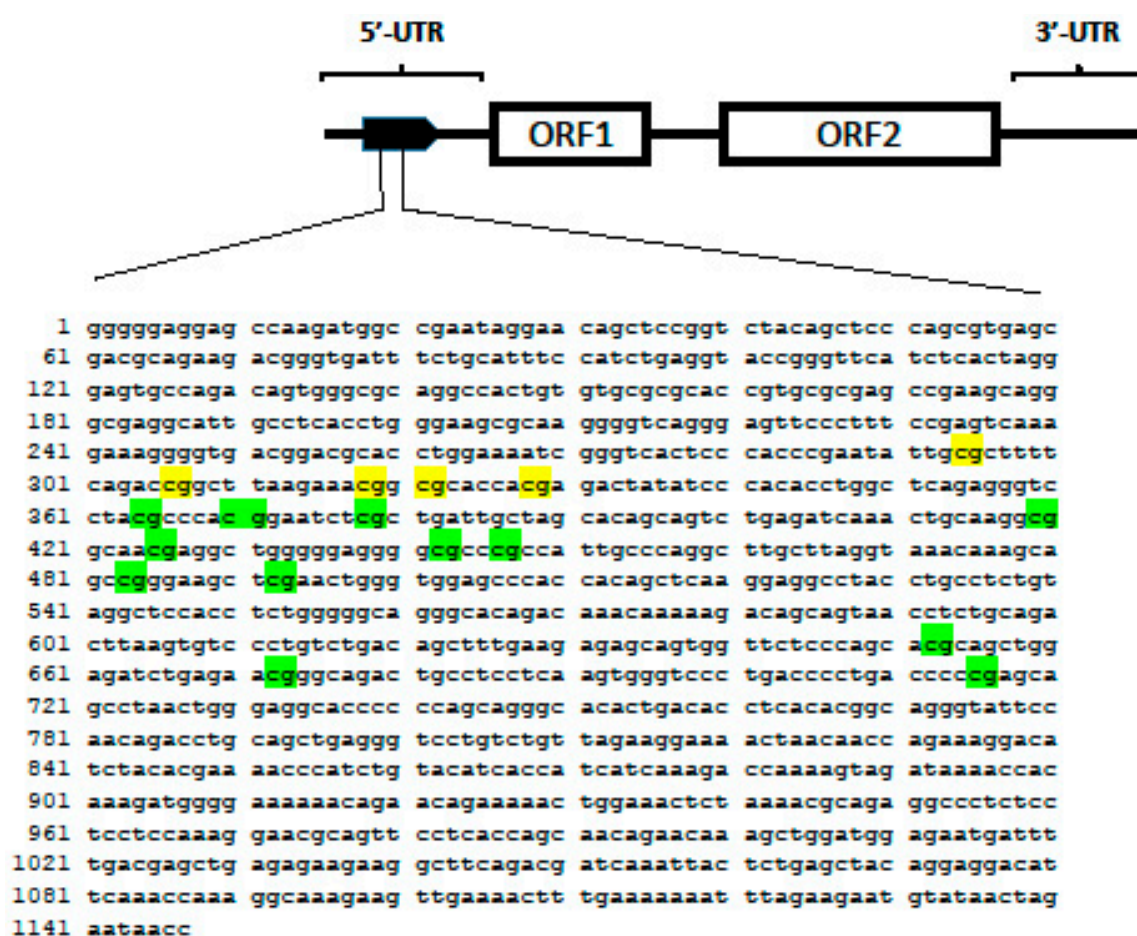 5'-UTR 3'-UTR
ORF1 ORF2
1 gggggaggag ccaagatggc cgaataggaa cagctccggt ctacagctcc cagcgtgagc
61 gacgcagaag acgggtgatt tctgcatttc catctgaggt accgggttca tctcactagg
121 gagtgccaga cagtgggcgc aggccactgt gtgcgcgcac cgtgcgcgag ccgaagcagg
181 gcgaggcatt gcctcacctg ggaagcgcaa ggggtcaggg agttcccttt ccgagtcaaa
241 gaaaggggtg acggacgcac ctggaaaatc gggtcactcc cacccgaata ttgcgctttt
301 cagaccggct taagaaacgg cgcaccacga gactatatcc cacacctggc tcagagggtc
361 ctacgcccac ggaatctcgc tgattgctag cacagcagtc tgagatcaaa ctgcaaggcg
421 gcaacgaggc tgggggaggg gcgcccgcca ttgcccaggc ttgcttaggt aaacaaagca
481 gccgggaagc tcgaactggg tggagcccac cacagctcaa ggaggcctac ctgcctctgt
541 aggctccacc tctgggggca gggcacagac aaacaaaaag acagcagtaa cctctgcaga
601 cttaagtgtc cctgtctgac agctttgaag agagcagtgg ttctcccagc acgcagctgg
661 agatctgaga acgggcagac tgcctcctca agtgggtccc tgacccctga cccccgagca
721 gcctaactgg gaggcacccc ccagcagggc acactgacac ctcacacggc agggtattcc
781 aacagacctg cagctgaggg tcctgtctgt tagaaggaaa actaacaacc agaaaggaca
841 tctacacgaa aacccatctg tacatcacca tcatcaaaga ccaaaagtag ataaaaccac
901 aaagatgggg aaaaaacaga acagaaaaac tggaaactct aaaacgcaga ggccctctcc
961 tcctccaaag gaacgcagtt cctcaccagc aacagaacaa agctggatgg agaatgattt
1021 tgacgagctg agagaagaag gcttcagacg atcaaattac tctgagctac aggaggacat
1081 tcaaaccaaa ggcaaagaag ttgaaaactt tgaaaaaaat ttagaagaat gtataactag
1141 aataacc